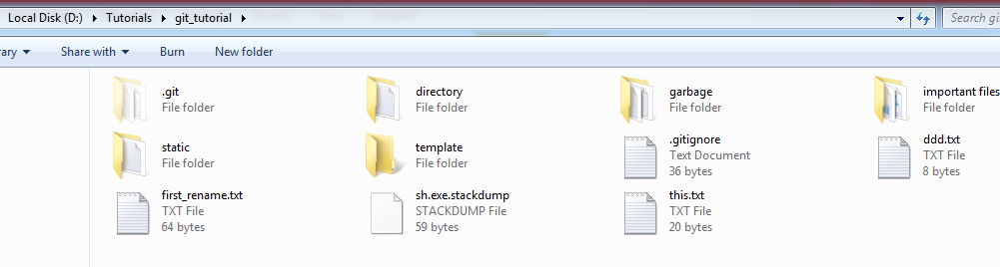 Local Disk (D:) Tutorials git_tutorial Search git
rary Share with Burn New folder
.git
File folder
directory
File folder
garbage
File folder
important files
File folder
static
File folder
template
File folder
.gitignore
Text Document
36 bytes
ddd.txt
TXT File
8 bytes
first_rename.txt
TXT File
64 bytes
sh.exe.stackdump
STACKDUMP File
59 bytes
this.txt
TXT File
20 bytes